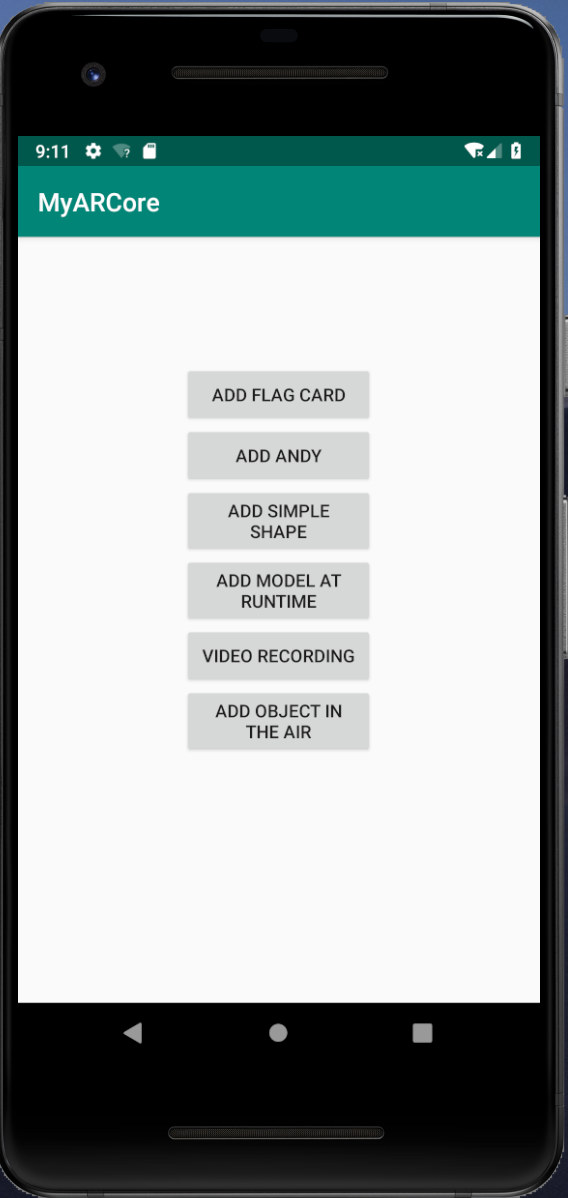 9:11
MyARCore
ADD FLAG CARD
ADD ANDY
ADD SIMPLE
SHAPE
ADD MODEL AT
RUNTIME
VIDEO RECORDING
ADD OBJECT IN
THE AIR